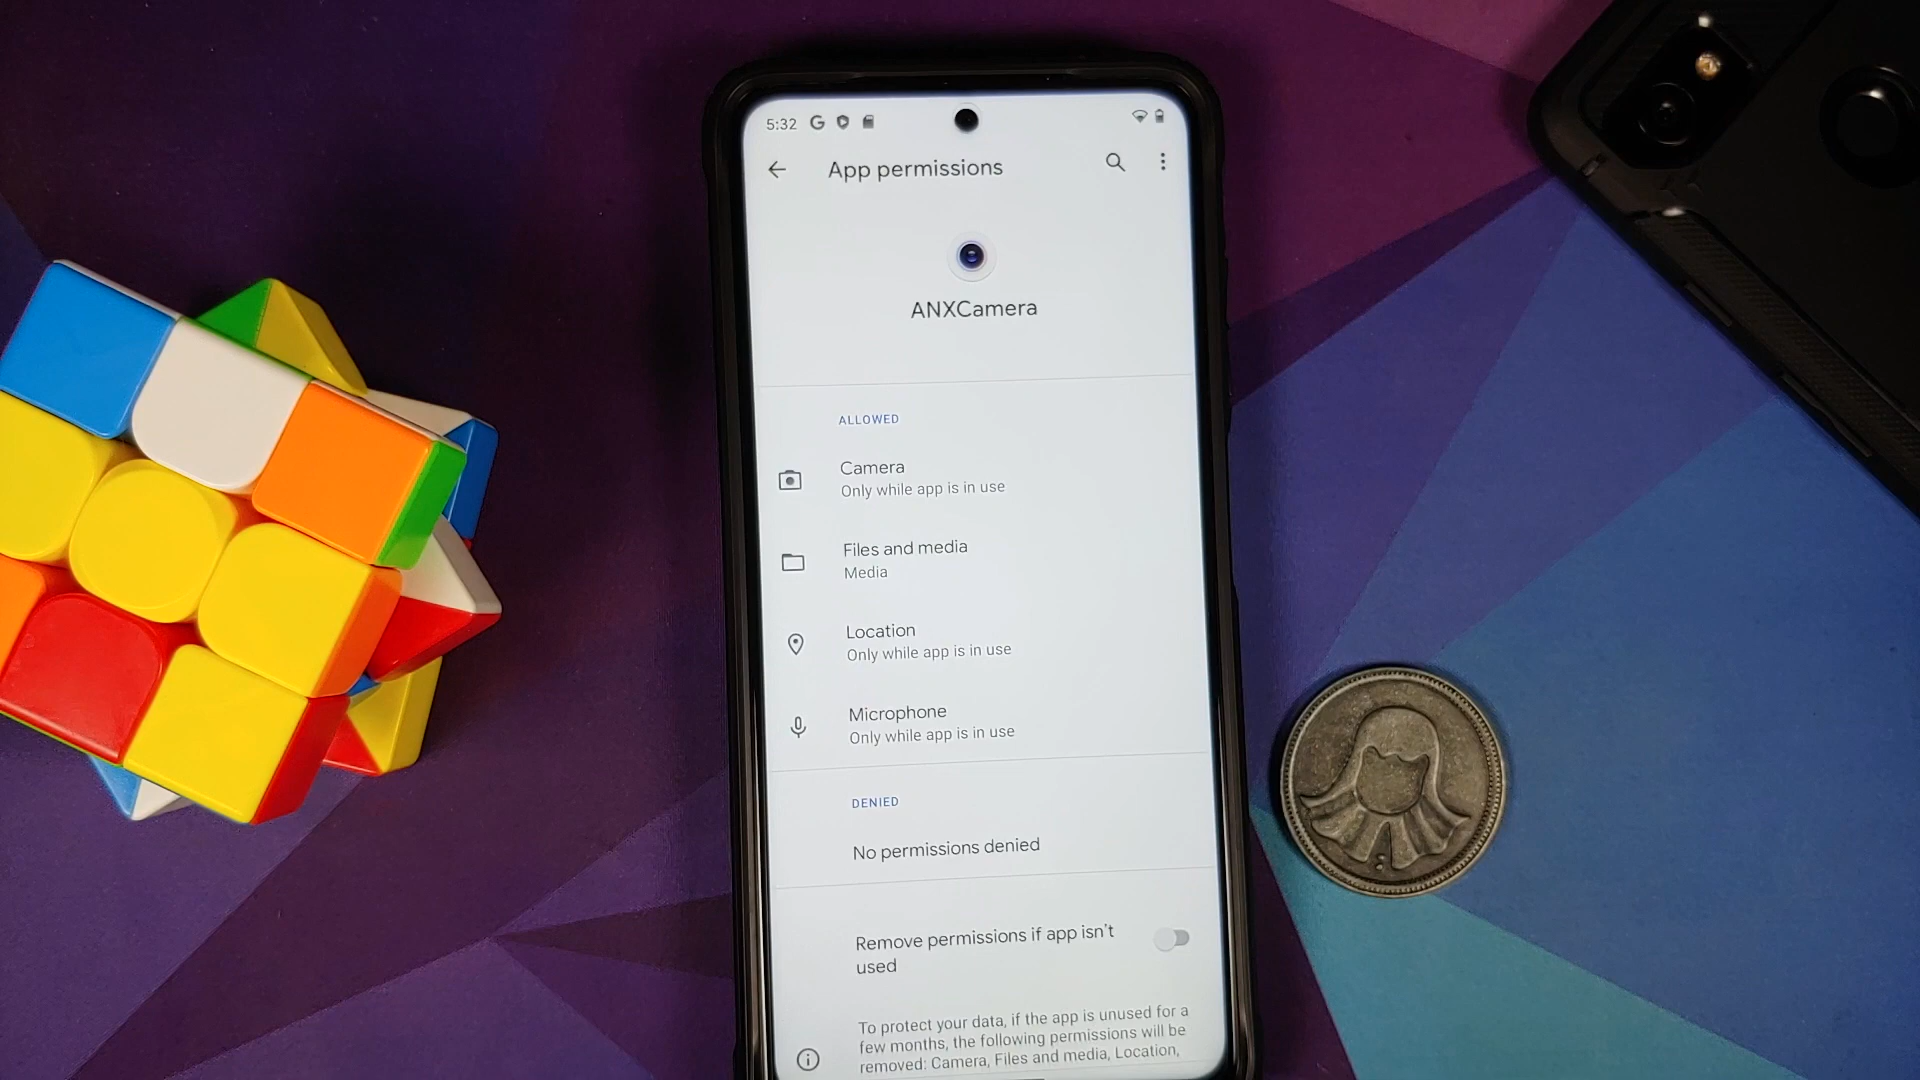 5:32
App permissions
ANXCamera
ALLOWED
Camera
Only while app is in use
Files and media
Media
Location
Only while app is in use
Microphone
Only while app is in use
DENIED
No permissions denied
Remove permissions if app isn't
used
To protect your data, if the app is unused for a
few months, the following permissions will be
removed: Camera, Files and media, Location,